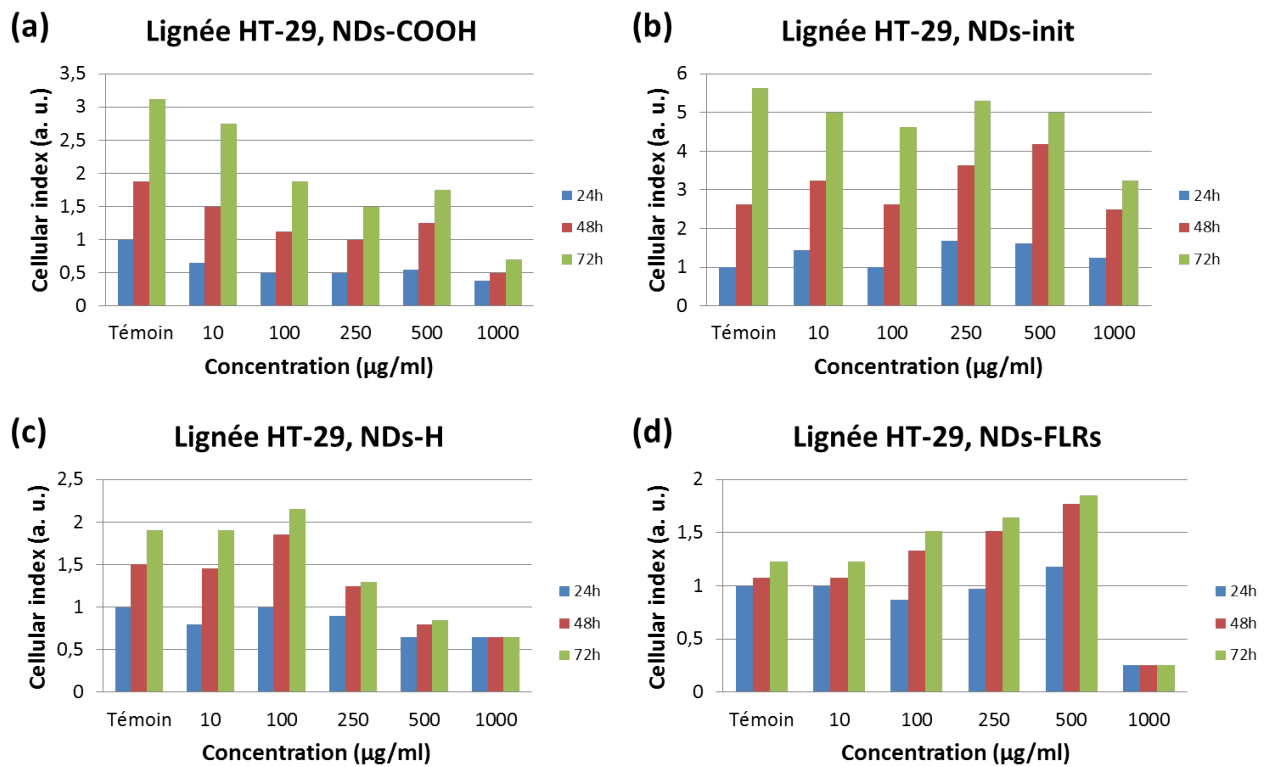 (a)
Lignée HT-29, NDs-COOH
Cellular index (a. u.)
3,5
3
2,5
2
1,5
1
0,5
0
Témoin 10 100 250 500 1000
Concentration (µg/ml)
24h
48h
72h
(b)
Lignée HT-29, NDs-init
Cellular index (a. u.)
6
5
4
3
2
1
0
Témoin 10 100 250 500 1000
Concentration (µg/ml)
24h
48h
72h
(c)
Lignée HT-29, NDs-H
Cellular index (a. u.)
2,5
2
1,5
1
0,5
0
Témoin 10 100 250 500 1000
Concentration (µg/ml)
24h
48h
72h
(d)
Lignée HT-29, NDs-FLRs
Cellular index (a. u.)
2
1,5
1
0,5
0
Témoin 10 100 250 500 1000
Concentration (µg/ml)
24h
48h
72h